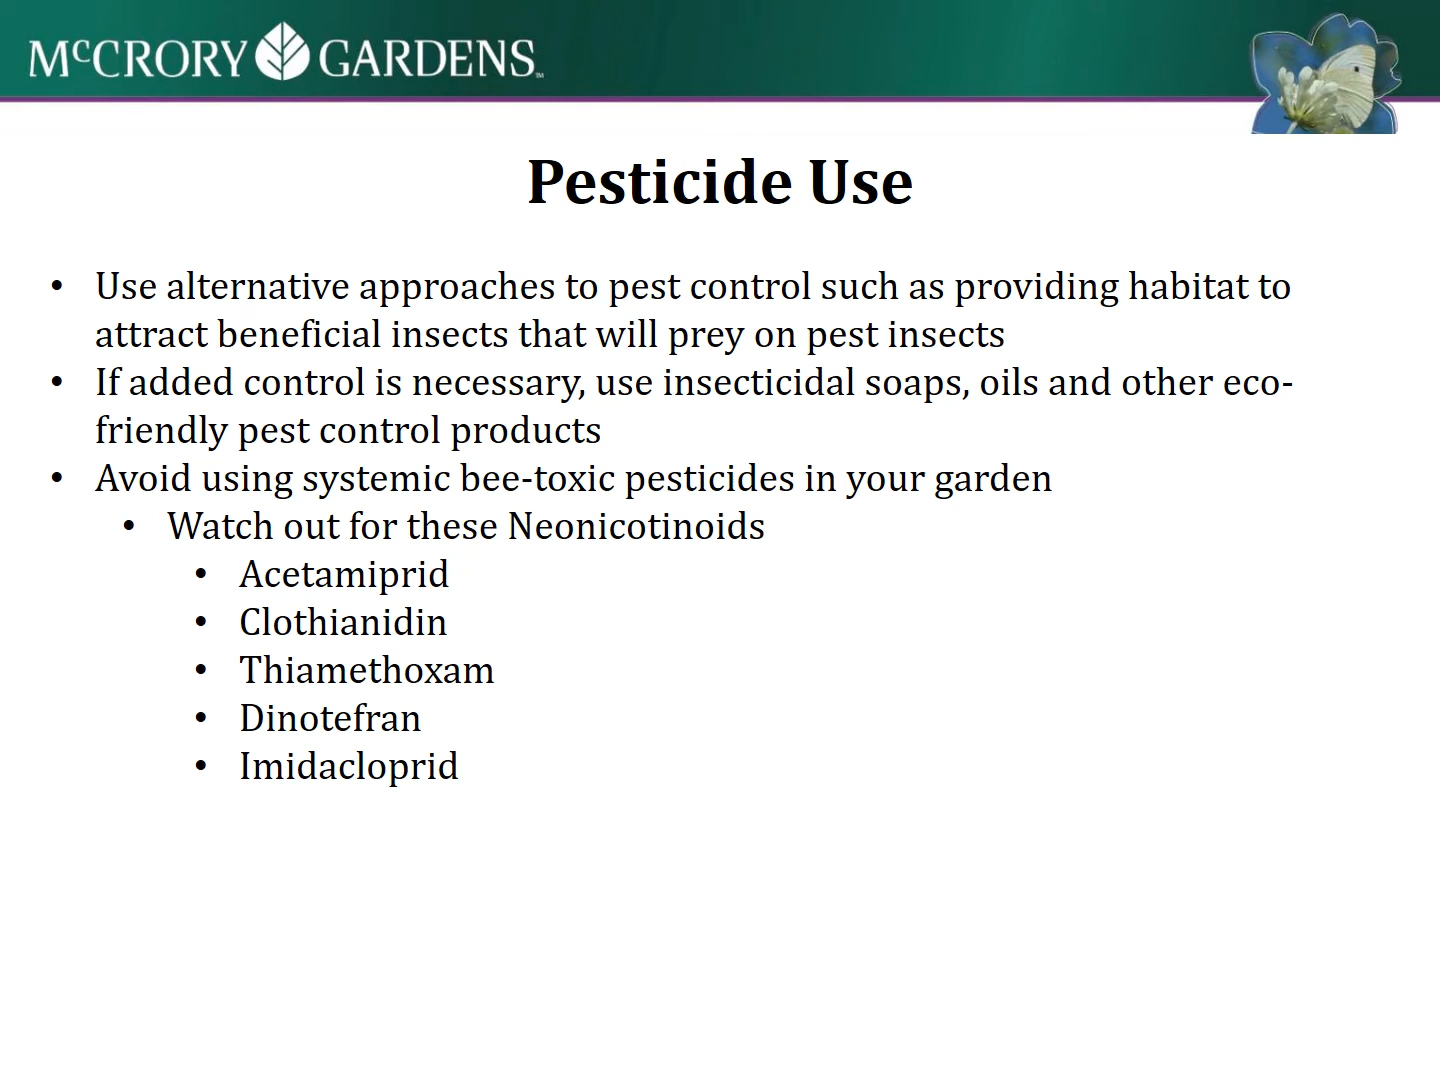 McCRORY GARDENS™
Pesticide Use
• Use alternative approaches to pest control such as providing habitat to
attract beneficial insects that will prey on pest insects
• If added control is necessary, use insecticidal soaps, oils and other eco-
friendly pest control products
• Avoid using systemic bee-toxic pesticides in your garden
• Watch out for these Neonicotinoids
• Acetamiprid
• Clothianidin
• Thiamethoxam
• Dinotefran
• Imidacloprid